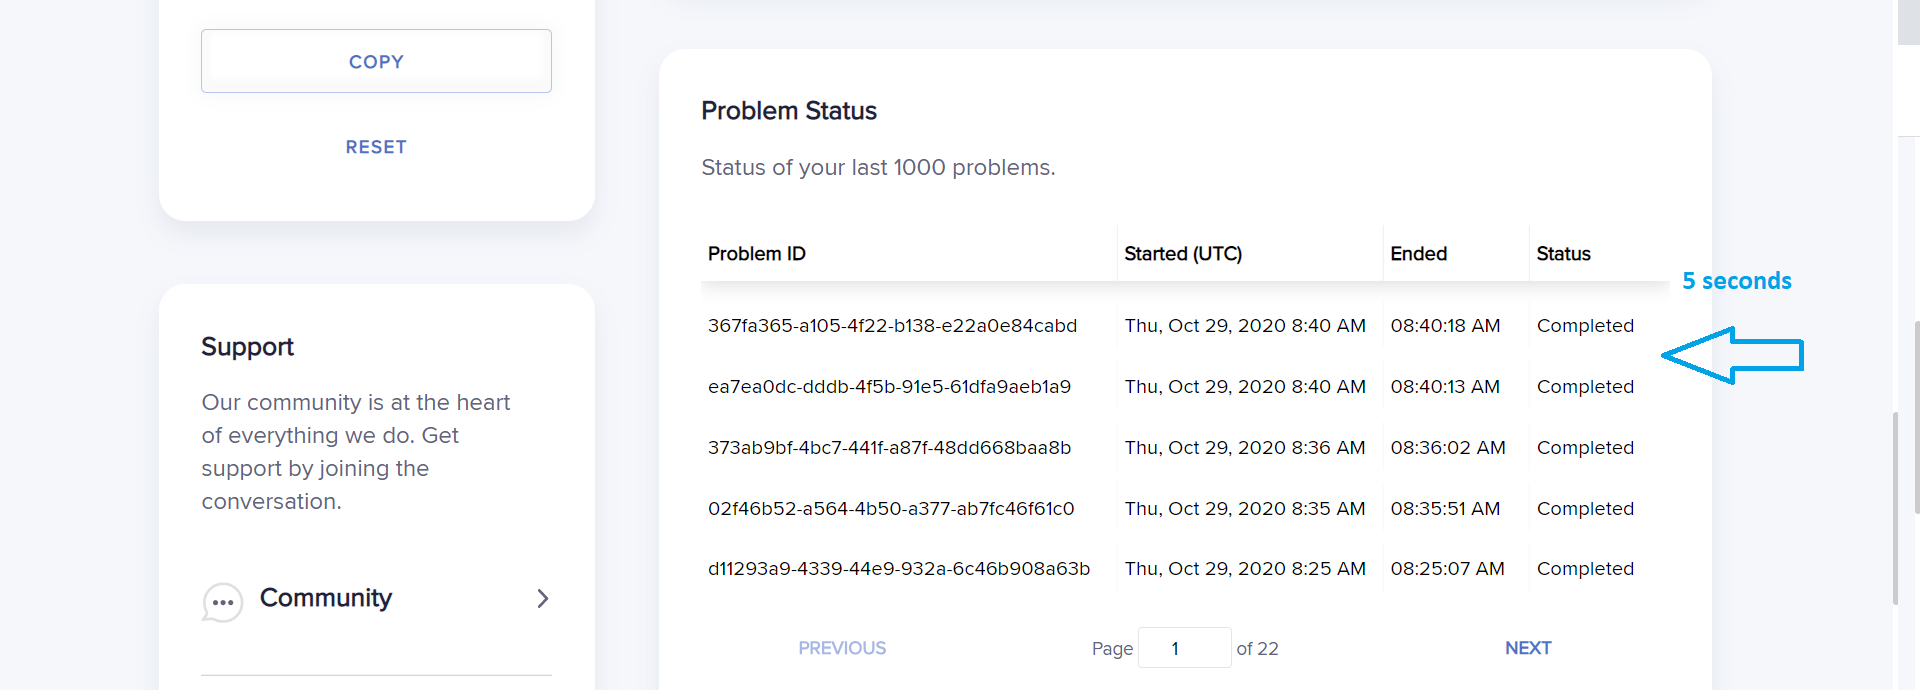 COPY
RESET
Support
Our community is at the heart
of everything we do. Get
support by joining the
conversation.
Community
Problem Status
Status of your last 1000 problems.
Problem ID Started (UTC) Ended Status
5 seconds
367fa365-a105-4f22-b138-e22a0e84cabd Thu, Oct 29, 2020 8:40 AM 08:40:18 AM Completed
ea7ea0dc-dddb-4f5b-91e5-61dfa9aeb1a9 Thu, Oct 29, 2020 8:40 AM 08:40:13 AM Completed
373ab9bf-4bc7-441f-a87f-48dd668baa8b Thu, Oct 29, 2020 8:36 AM 08:36:02 AM Completed
02f46b52-a564-4b50-a377-ab7fc46f61c0 Thu, Oct 29, 2020 8:35 AM 08:35:51 AM Completed
d11293a9-4339-44e9-932a-6c46b908a63b Thu, Oct 29, 2020 8:25 AM 08:25:07 AM Completed
PREVIOUS Page 1 of 22 NEXT